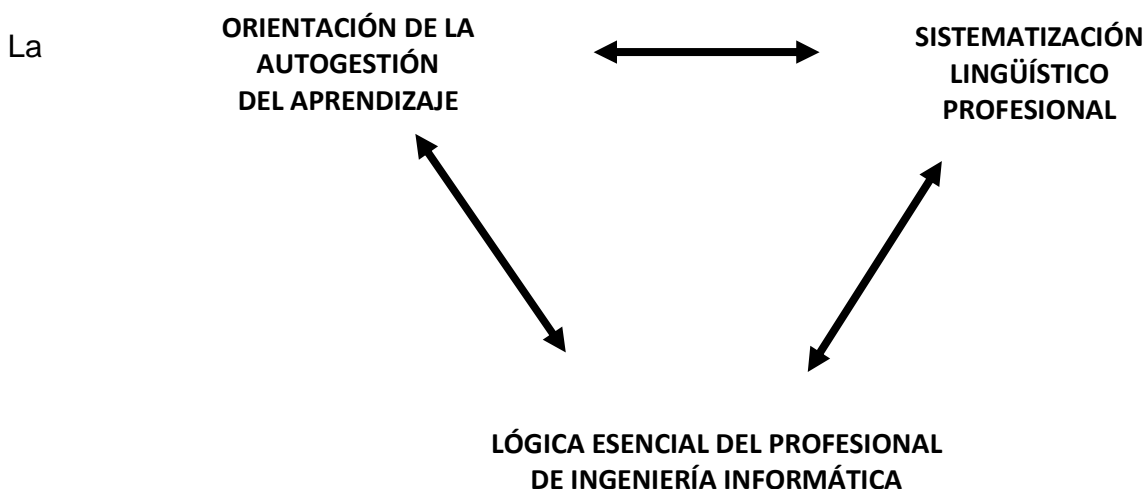 La
ORIENTACIÓN DE LA
AUTOGESTIÓN
DEL APRENDIZAJE
SISTEMATIZACIÓN
LINGÜÍSTICO
PROFESIONAL
LÓGICA ESENCIAL DEL PROFESIONAL
DE INGENIERÍA INFORMÁTICA